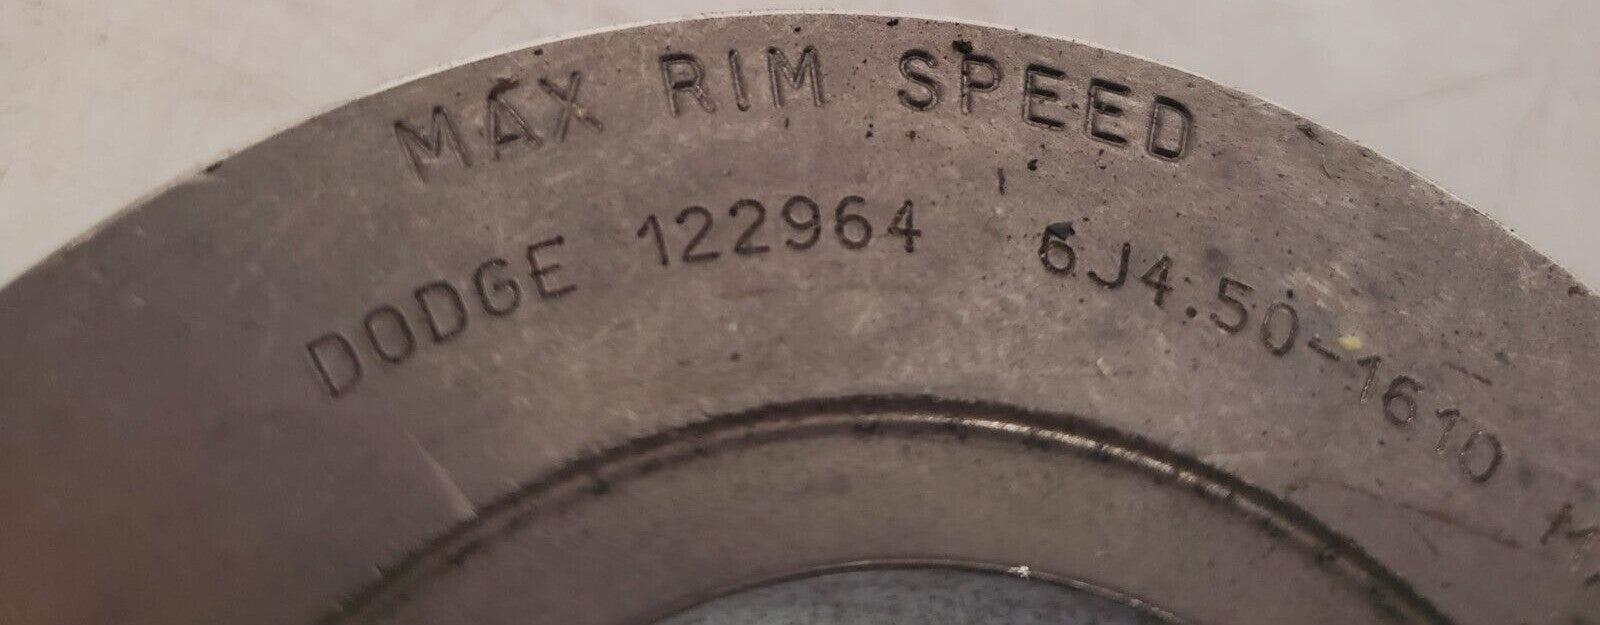 MAX RIM SPEED
DODGE 122964 6J4.50-1610